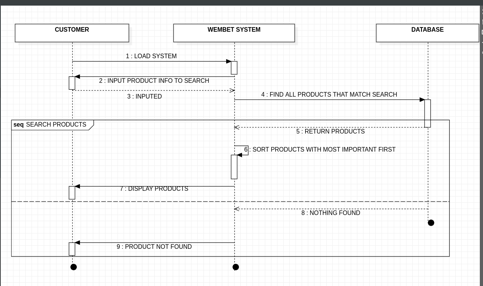 CUSTOMER
WEMBET SYSTEM
DATABASE
1 : LOAD SYSTEM
2 : INPUT PRODUCT INFO TO SEARCH
3 : INPUTED
4 : FIND ALL PRODUCTS THAT MATCH SEARCH
seq SEARCH PRODUCTS
5 : RETURN PRODUCTS
6 : SORT PRODUCTS WITH MOST IMPORTANT FIRST
7 : DISPLAY PRODUCTS
8 : NOTHING FOUND
9 : PRODUCT NOT FOUND